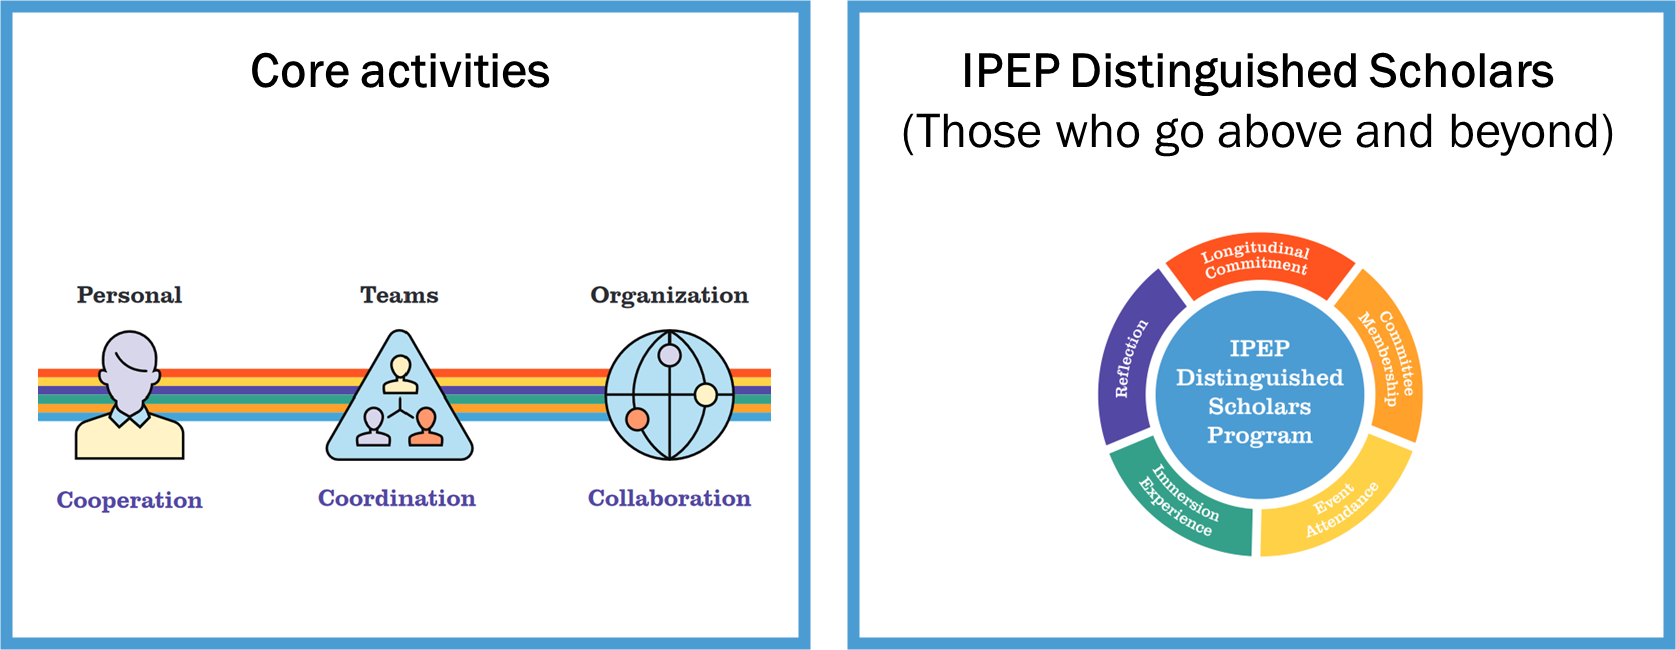 Core activities
Personal
Teams
Organization
Cooperation
Coordination
Collaboration
IPEP Distinguished Scholars
(Those who go above and beyond)
Longitudinal
Commitment
Committee
Membership
Event
Attendance
Immersion
Experience
Reflection
IPEP
Distinguished
Scholars
Program